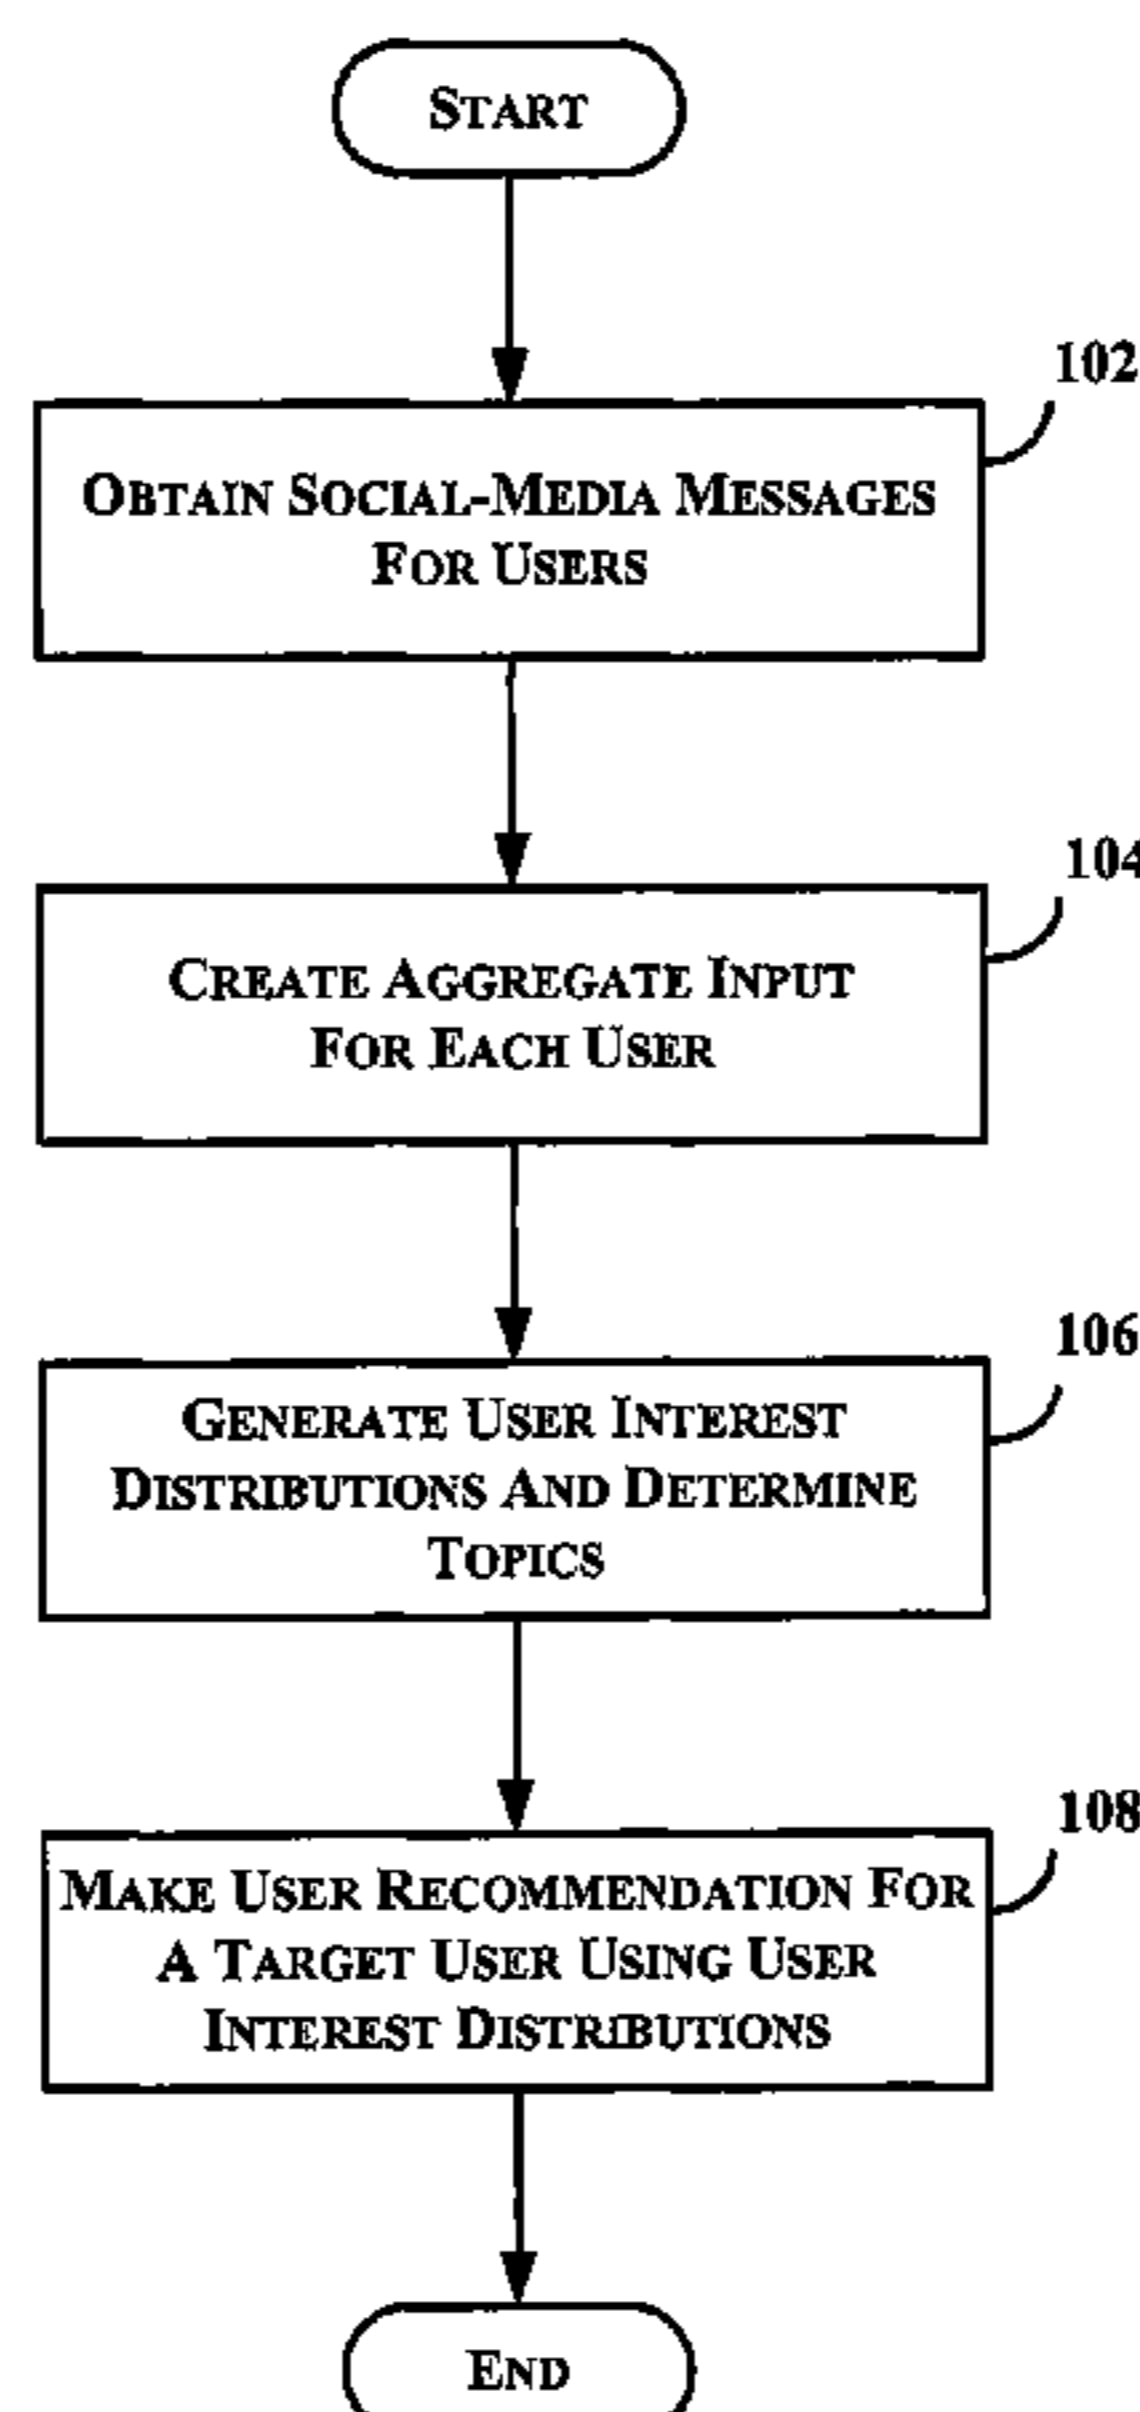 START
102
OBTAIN SOCIAL-MEDIA MESSAGES
FOR USERS
104
CREATE AGGREGATE INPUT
FOR EACH USER
106
GENERATE USER INTEREST
DISTRIBUTIONS AND DETERMINE
TOPICS
108
MAKE USER RECOMMENDATION FOR
A TARGET USER USING USER
INTEREST DISTRIBUTIONS
END